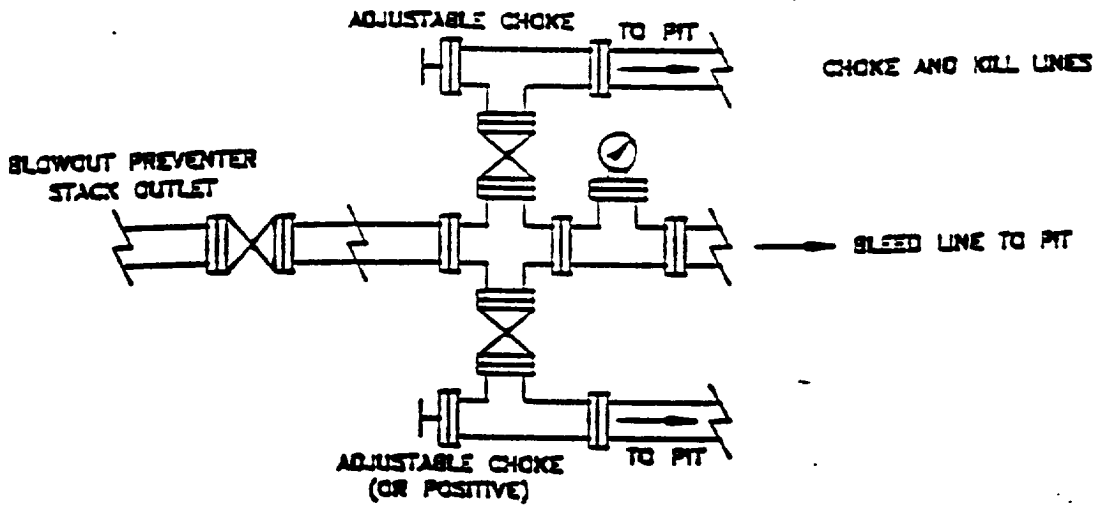 ADJUSTABLE CHOKE
TO PIT
CHOKE AND KILL LINES
BLOWOUT PREVENTER
STACK OUTLET
BLEED LINE TO PIT
ADJUSTABLE CHOKE
(OR POSITIVE)
TO PIT